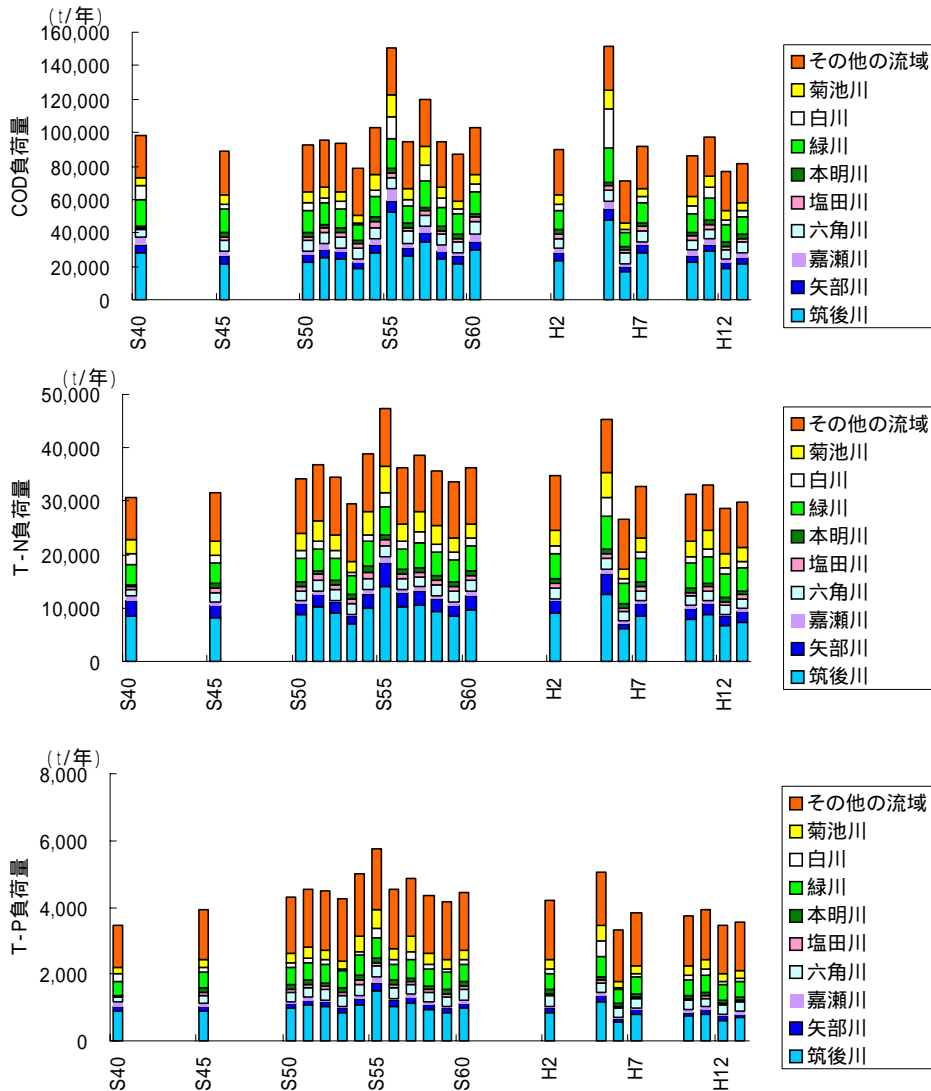 (t/年)
160,000
140,000
120,000
100,000
80,000
60,000
40,000
20,000
0
COD負荷量
S40
S45
S50
S55
S60
H2
H7
H12
その他の流域
菊池川
白川
緑川
本明川
塩田川
六角川
嘉瀬川
矢部川
筑後川
(t/年)
50,000
40,000
30,000
20,000
10,000
0
T-N負荷量
S40
S45
S50
S55
S60
H2
H7
H12
その他の流域
菊池川
白川
緑川
本明川
塩田川
六角川
嘉瀬川
矢部川
筑後川
(t/年)
8,000
6,000
4,000
2,000
0
T-P負荷量
S40
S45
S50
S55
S60
H2
H7
H12
その他の流域
菊池川
白川
緑川
本明川
塩田川
六角川
嘉瀬川
矢部川
筑後川